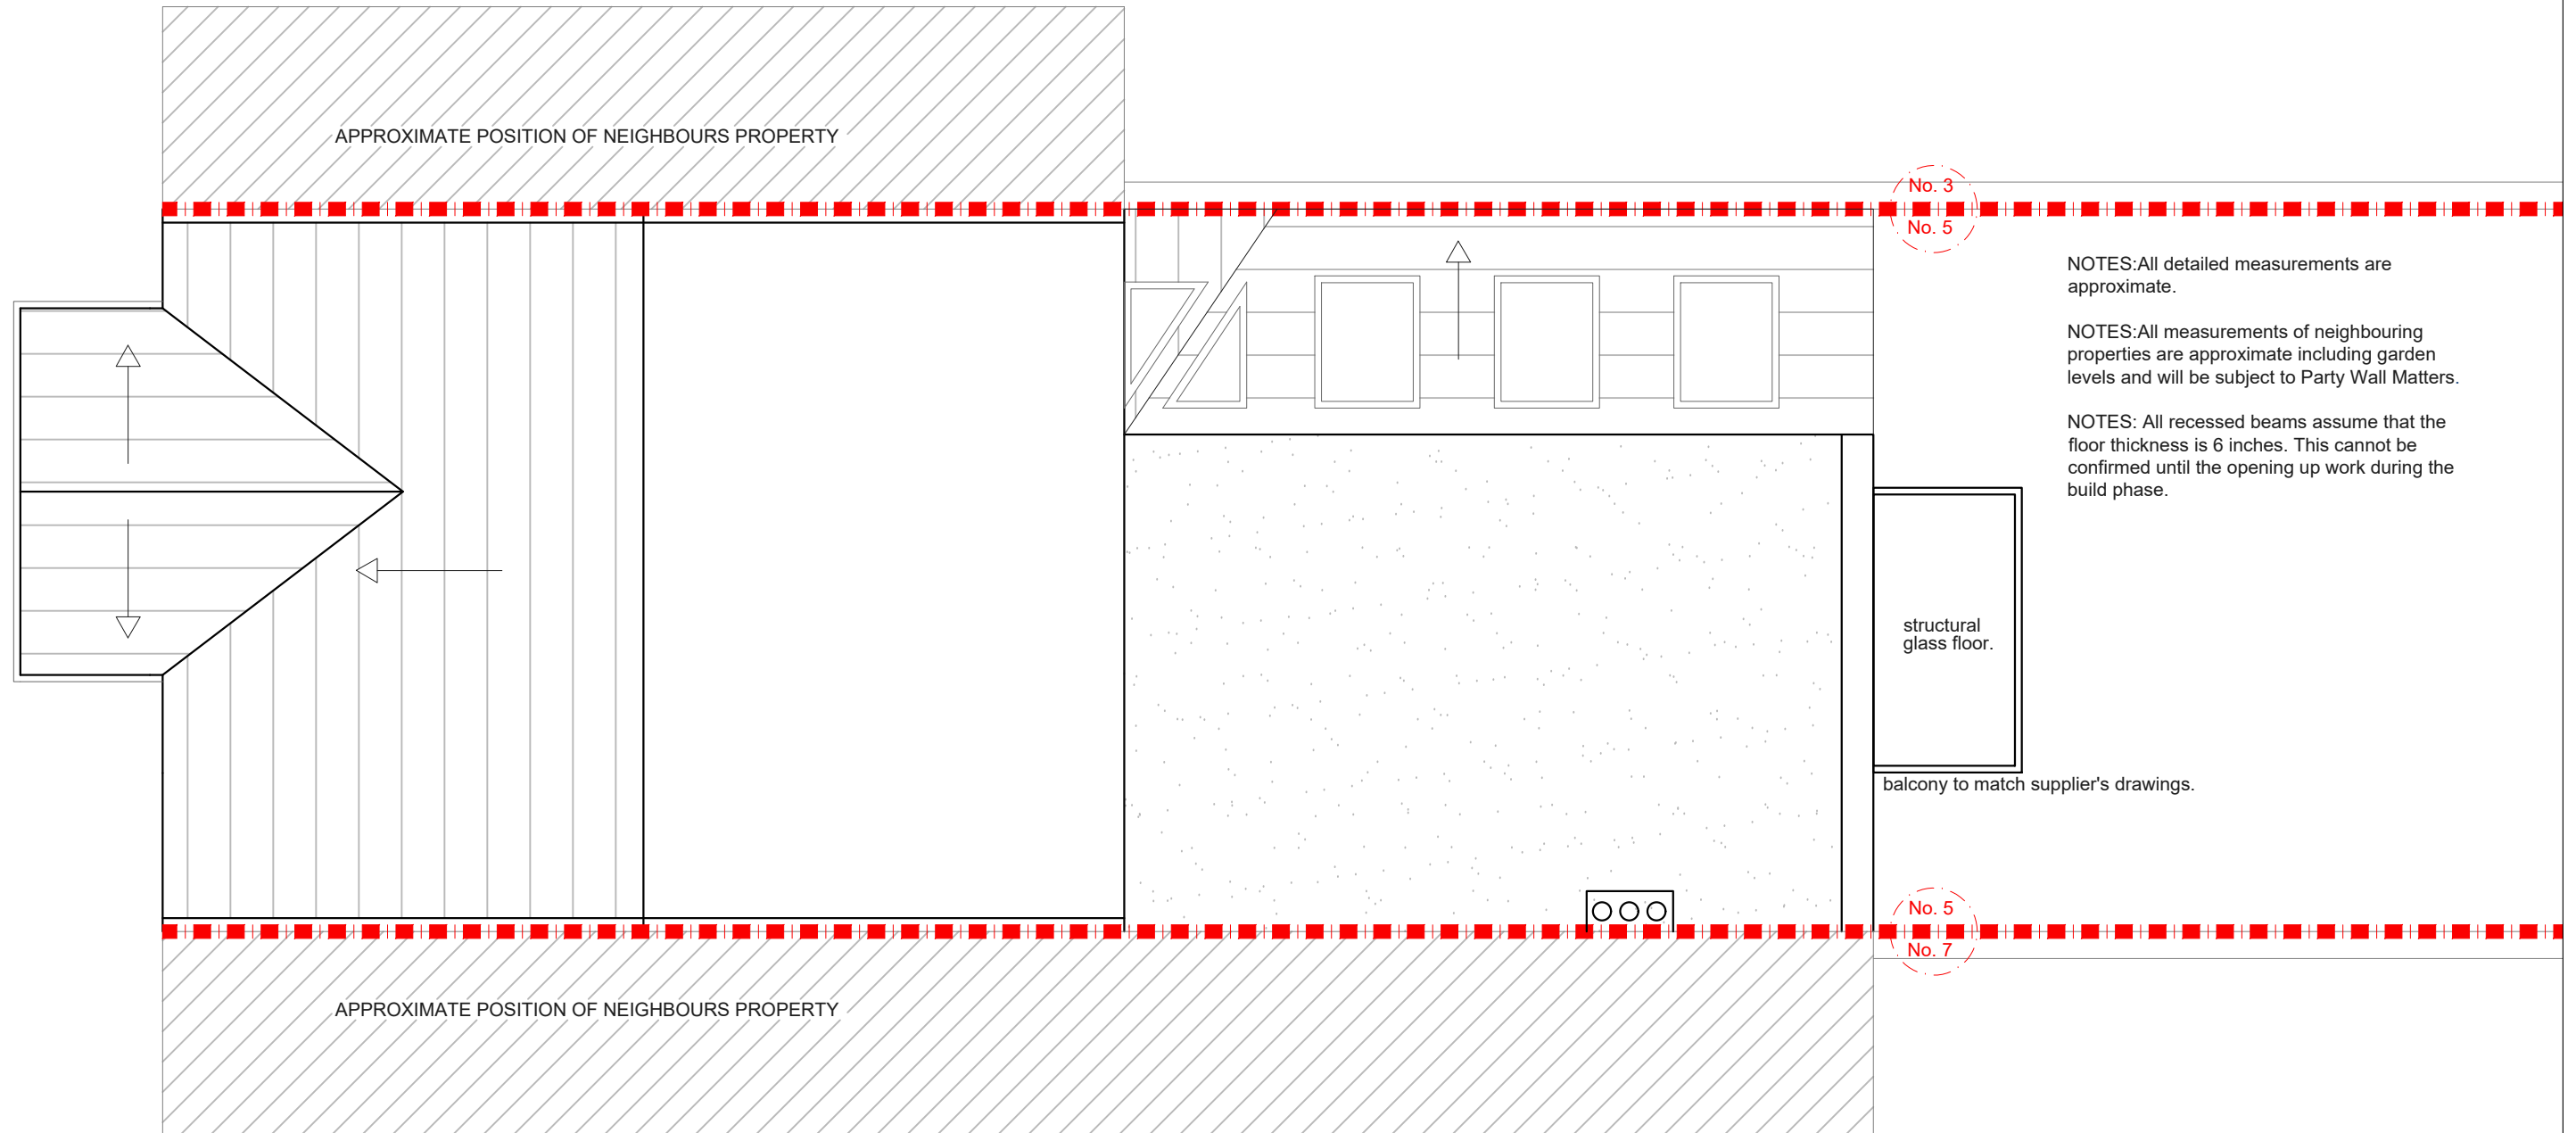 APPROXIMATE POSITION OF NEIGHBOURS PROPERTY
No. 3
No. 5
NOTES:All detailed measurements are
approximate.
NOTES:All measurements of neighbouring
properties are approximate including garden
levels and will be subject to Party Wall Matters.
NOTES: All recessed beams assume that the
floor thickness is 6 inches. This cannot be
confirmed until the opening up work during the
build phase.
structural
glass floor.
balcony to match supplier's drawings.
No. 5
No. 7
APPROXIMATE POSITION OF NEIGHBOURS PROPERTY